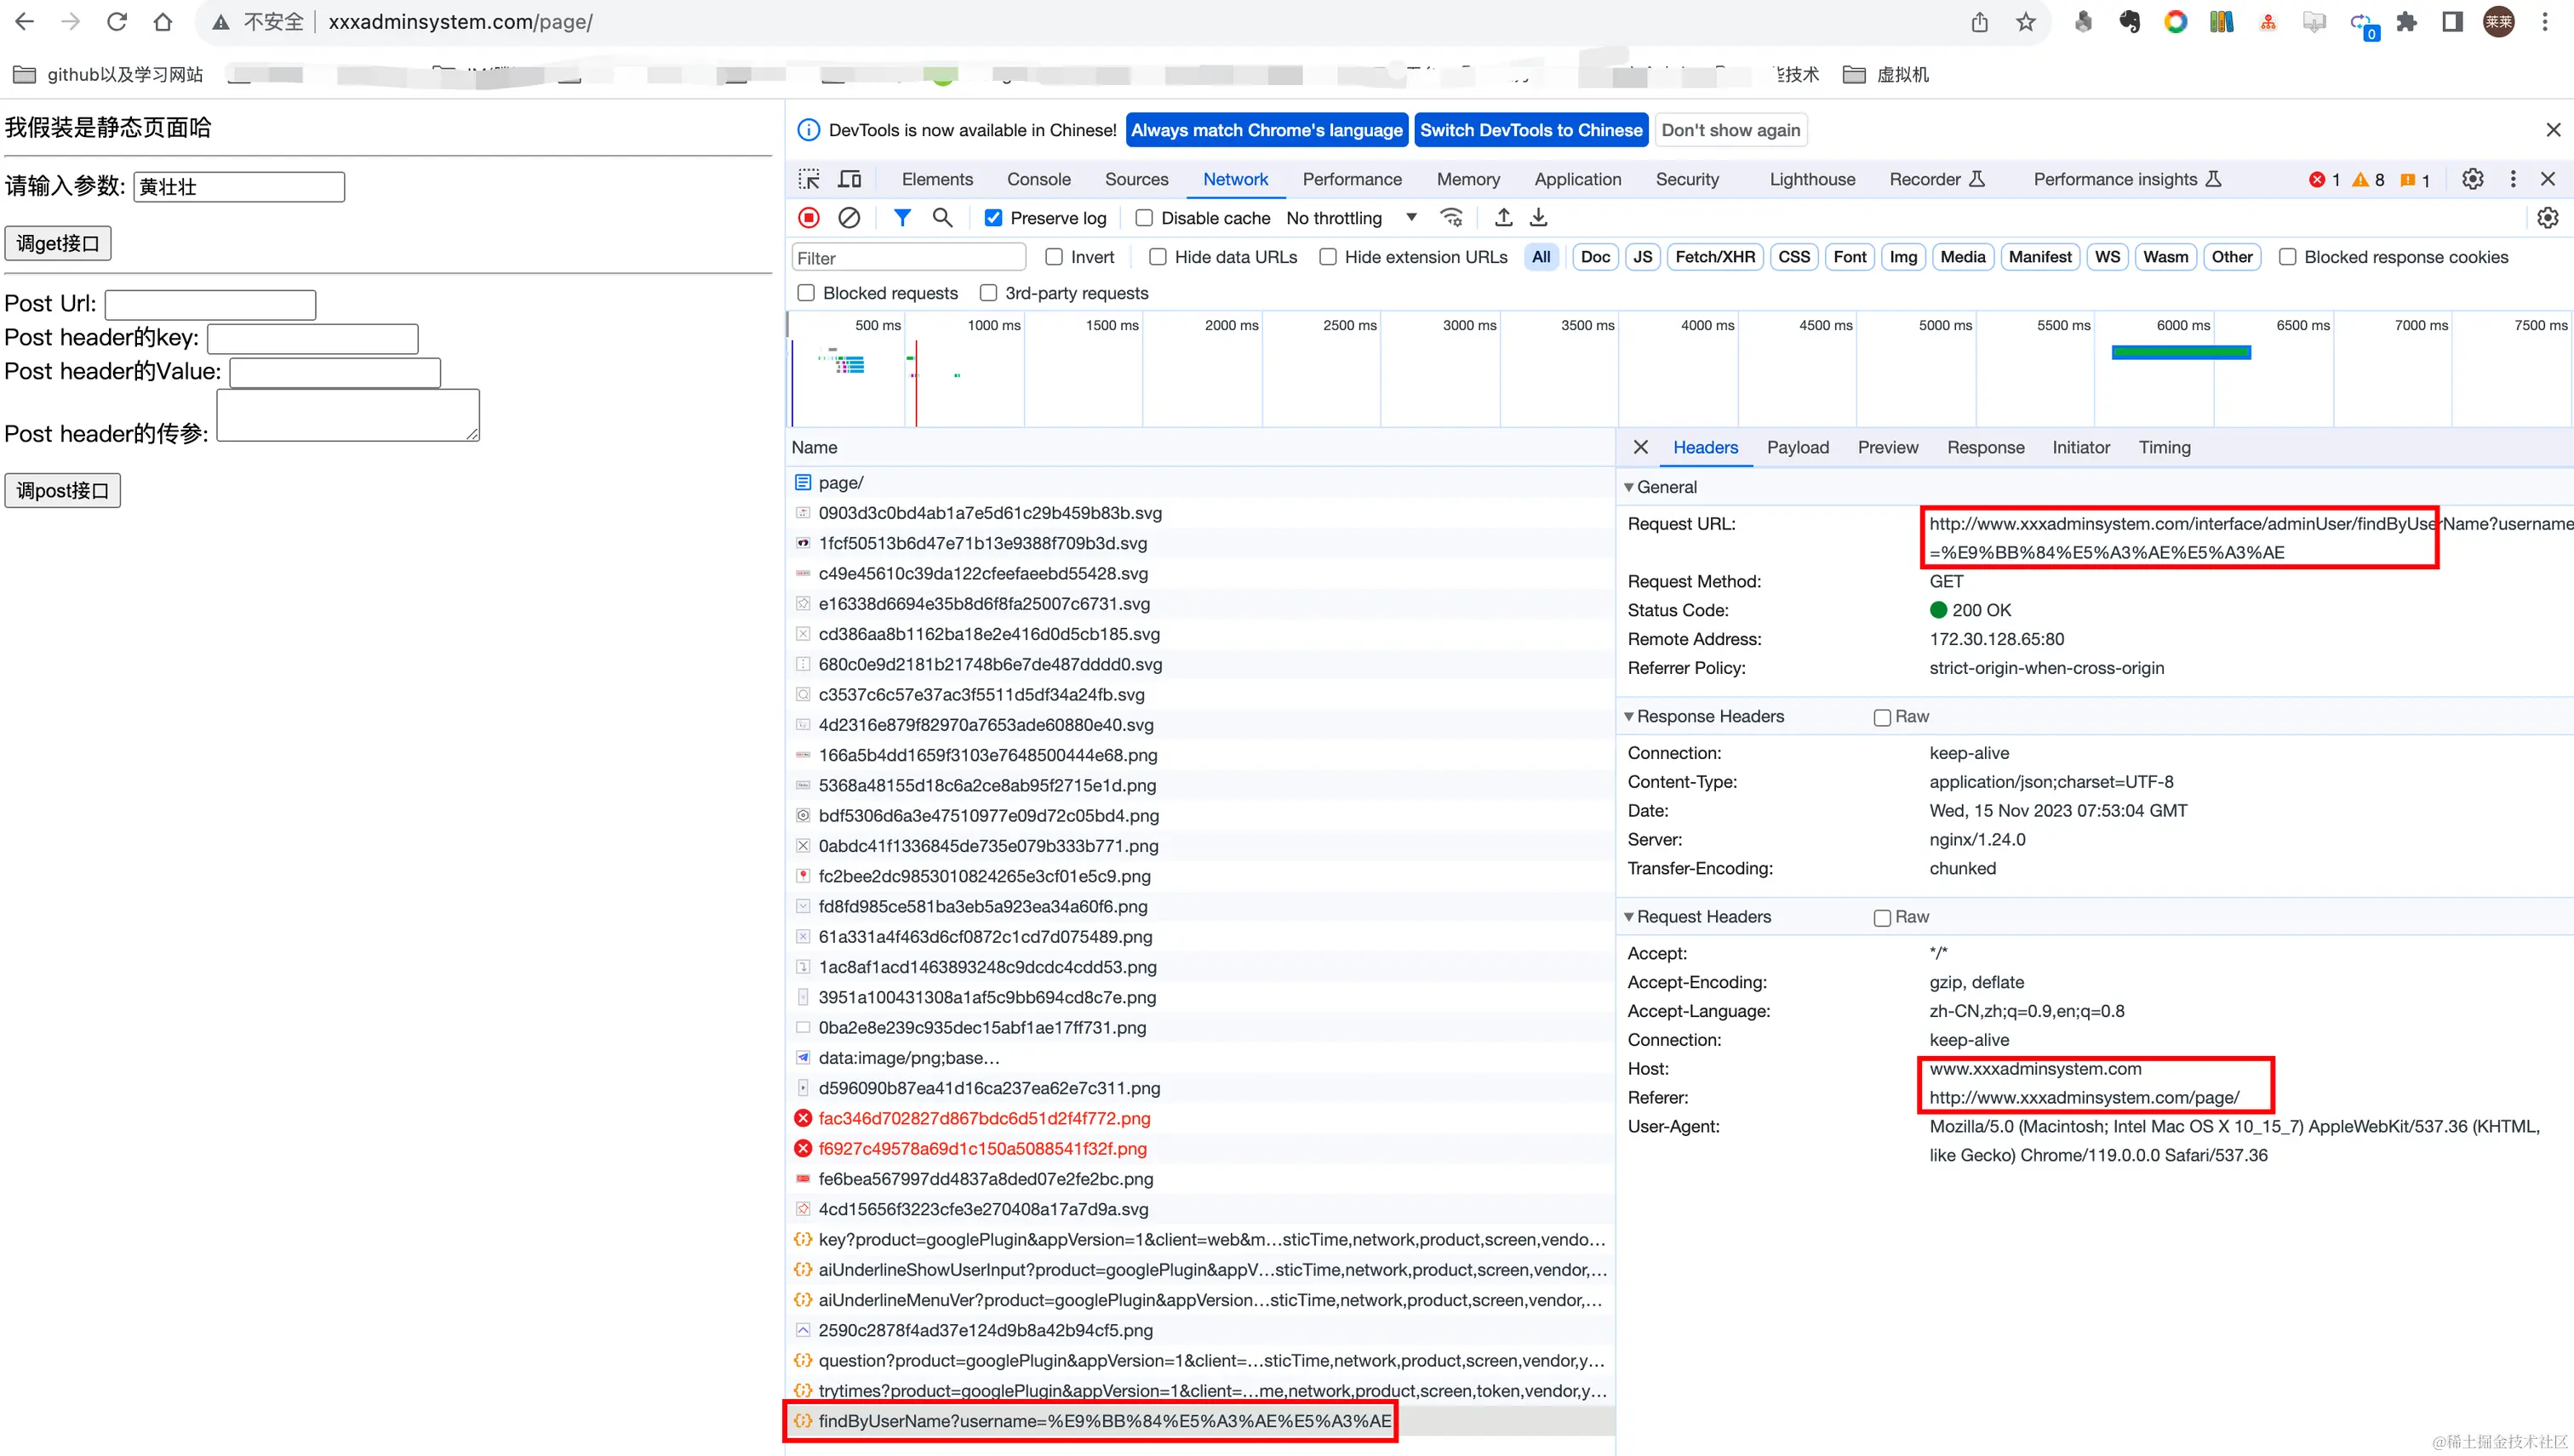 不安全 xxxadminsystem.com/page/
莱莱
0
github以及学习网站
技术
虚拟机
我假装是静态页面哈
请输入参数: 黄壮壮
调get接口
Post Url:
Post header的key:
Post header的Value:
Post header的传参:
调post接口
DevTools is now available in Chinese! Always match Chrome's language Switch DevTools to Chinese Don't show again
Elements Console Sources Network Performance Memory Application Security Lighthouse Recorder Performance insights 1 8 1
Preserve log Disable cache No throttling
Filter Invert Hide data URLs Hide extension URLs All Doc JS Fetch/XHR CSS Font Img Media Manifest WS Wasm Other Blocked response cookies
Blocked requests 3rd-party requests
500 ms 1000 ms 1500 ms 2000 ms 2500 ms 3000 ms 3500 ms 4000 ms 4500 ms 5000 ms 5500 ms 6000 ms 6500 ms 7000 ms 7500 ms
Name
page/
0903d3c0bd4ab1a7e5d61c29b459b83b.svg
1fcf50513b6d47e71b13e9388f709b3d.svg
c49e45610c39da122cfeefaeebd55428.svg
e16338d6694e35b8d6f8fa25007c6731.svg
cd386aa8b1162ba18e2e416d0d5cb185.svg
680c0e9d2181b21748b6e7de487dddd0.svg
c3537c6c57e37ac3f5511d5df34a24fb.svg
4d2316e879f82970a7653ade60880e40.svg
166a5b4dd1659f3103e7648500444e68.png
5368a48155d18c6a2ce8ab95f2715e1d.png
bdf5306d6a3e47510977e09d72c05bd4.png
0abdc41f1336845de735e079b333b771.png
fc2bee2dc9853010824265e3cf01e5c9.png
fd8fd985ce581ba3eb5a923ea34a60f6.png
61a331a4f463d6cf0872c1cd7d075489.png
1ac8af1acd1463893248c9dcdc4cdd53.png
3951a100431308a1af5c9bb694cd8c7e.png
0ba2e8e239c935dec15abf1ae17ff731.png
data:image/png;base…
d596090b87ea41d16ca237ea62e7c311.png
fac346d702827d867bdc6d51d2f4f772.png
f6927c49578a69d1c150a5088541f32f.png
fe6bea567997dd4837a8ded07e2fe2bc.png
4cd15656f3223cfe3e270408a17a7d9a.svg
key?product=googlePlugin&appVersion=1&client=web&m…sticTime,network,product,screen,vendo…
aiUnderlineShowUserInput?product=googlePlugin&appV…sticTime,network,product,screen,vendor,…
aiUnderlineMenuVer?product=googlePlugin&appVersion…sticTime,network,product,screen,vendor,…
2590c2878f4ad37e124d9b8a42b94cf5.png
question?product=googlePlugin&appVersion=1&client=…sticTime,network,product,screen,vendor,y…
trytimes?product=googlePlugin&appVersion=1&client=…me,network,product,screen,token,vendor,y…
findByUserName?username=%E9%BB%84%E5%A3%AE%E5%A3%AE
Headers Payload Preview Response Initiator Timing
General
Request URL: http://www.xxxadminsystem.com/interface/adminUser/findByUserName?username
=%E9%BB%84%E5%A3%AE%E5%A3%AE
Request Method: GET
Status Code: 200 OK
Remote Address: 172.30.128.65:80
Referrer Policy: strict-origin-when-cross-origin
Response Headers Raw
Connection: keep-alive
Content-Type: application/json;charset=UTF-8
Date: Wed, 15 Nov 2023 07:53:04 GMT
Server: nginx/1.24.0
Transfer-Encoding: chunked
Request Headers Raw
Accept: */*
Accept-Encoding: gzip, deflate
Accept-Language: zh-CN,zh;q=0.9,en;q=0.8
Connection: keep-alive
Host: www.xxxadminsystem.com
Referer: http://www.xxxadminsystem.com/page/
User-Agent: Mozilla/5.0 (Macintosh; Intel Mac OS X 10_15_7) AppleWebKit/537.36 (KHTML,
like Gecko) Chrome/119.0.0.0 Safari/537.36
@稀土掘金技术社区